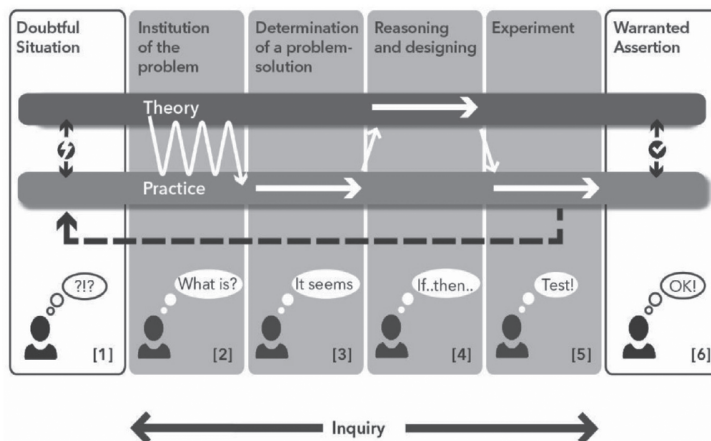 Doubtful
Situation
Institution
of the
problem
Determination
of a problem-
solution
Reasoning
and designing
Experiment
Warranted
Assertion
Theory
Practice
?!?
What is?
It seems
If..then..
Test!
OK!
[1]
[2]
[3]
[4]
[5]
[6]
Inquiry